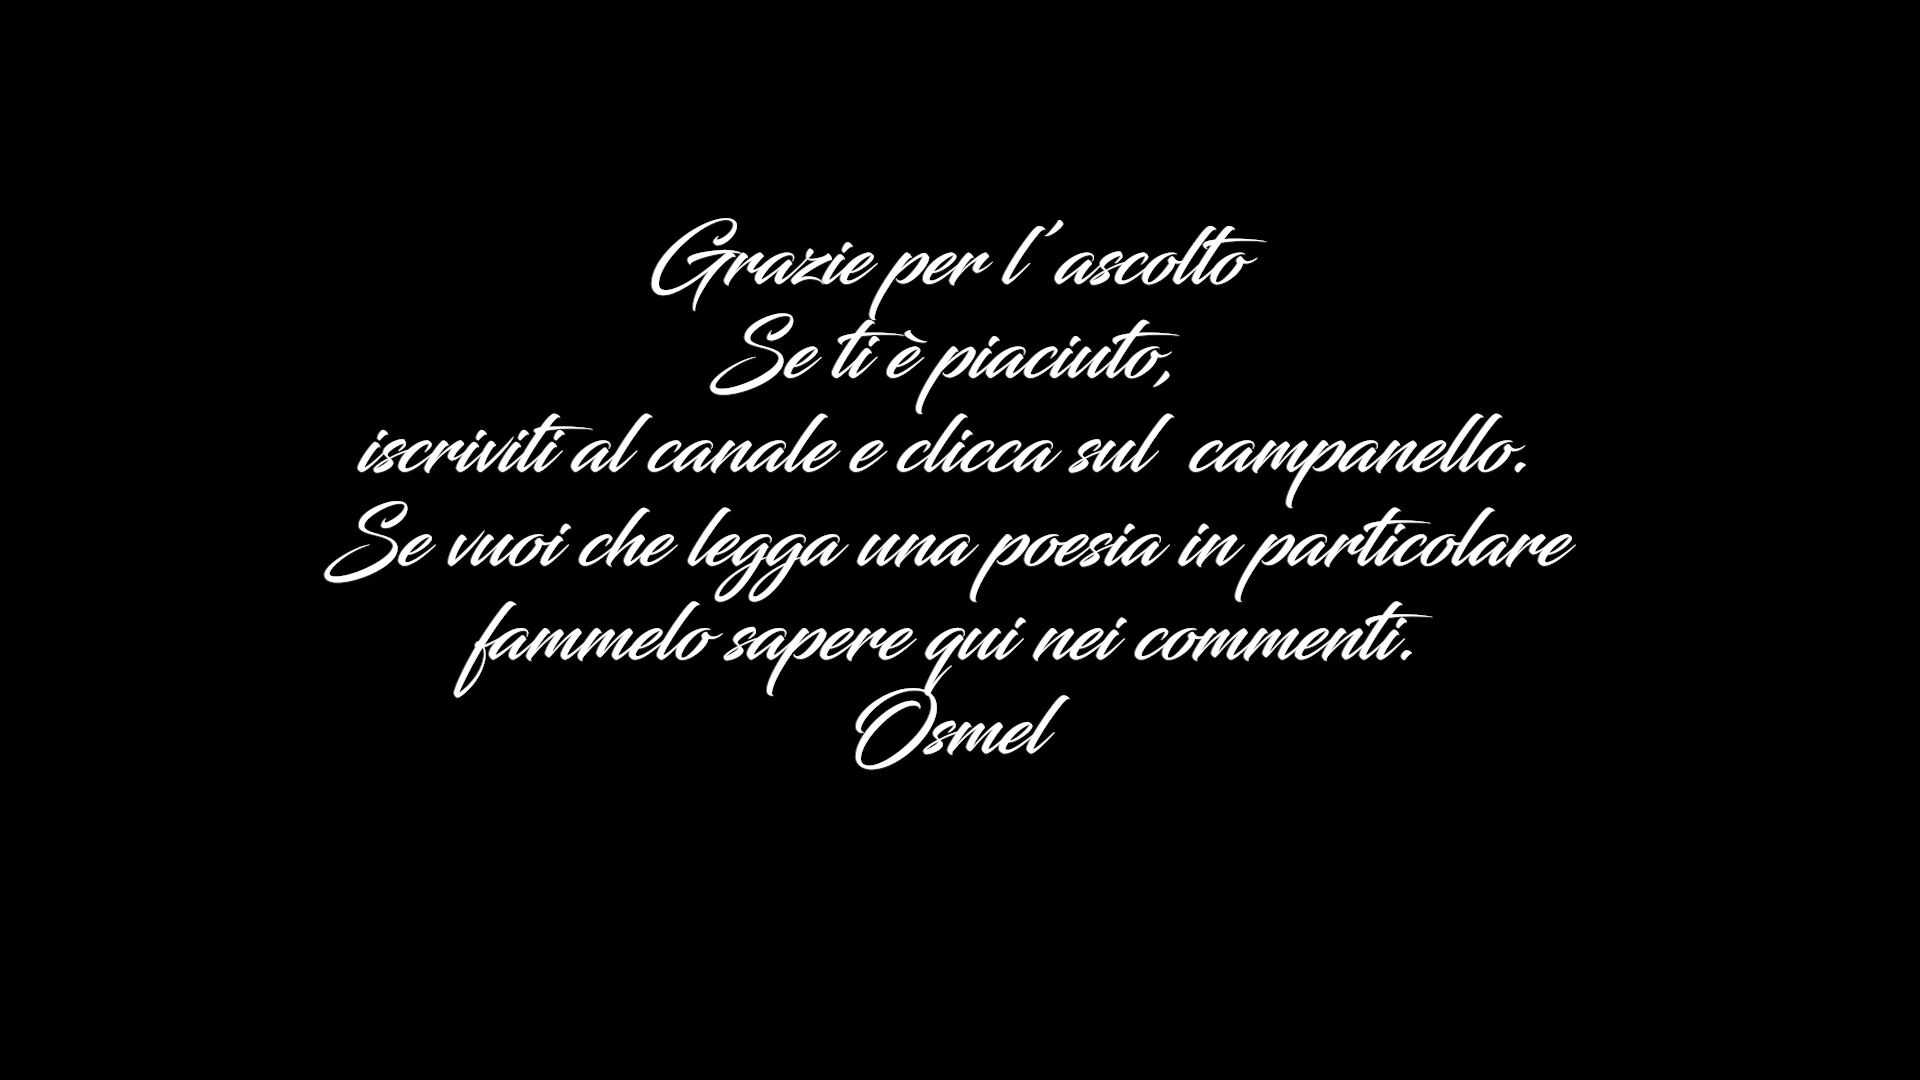 Grazie per l'ascolto
Se ti è piaciuto,
iscriviti al canale e clicca sul campanello.
Se vuoi che legga una poesia in particolare
fammelo sapere qui nei commenti.
Osmel